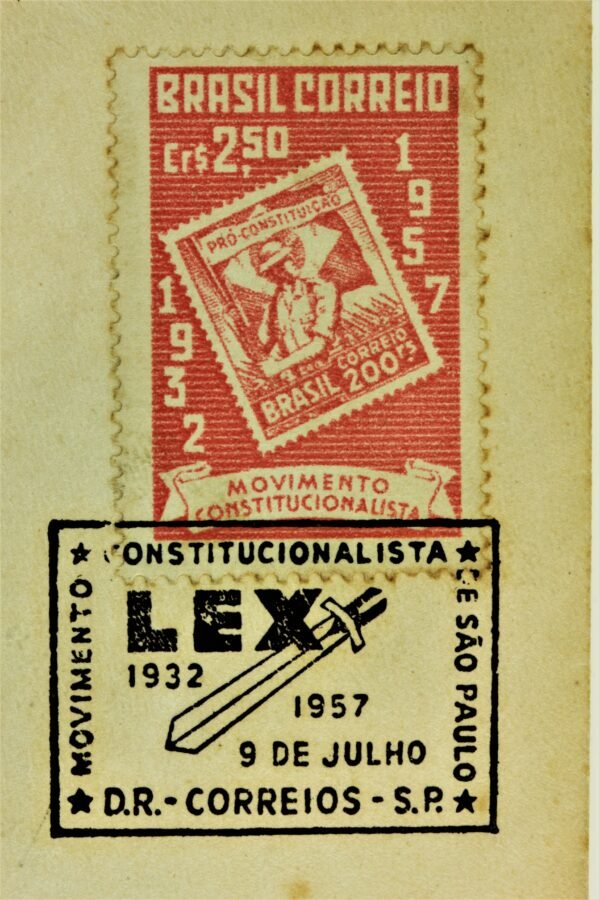 BRASIL CORREIO
Cr$ 2,50
1957
PRÓ-CONSTITUIÇÃO
1932
CORREIO
BRASIL 200 rs
MOVIMENTO
CONSTITUCIONALISTA
MOVIMENTO
CONSTITUCIONALISTA
DE SÃO PAULO
LEX
1932
1957
9 DE JULHO
D.R.-CORREIOS-S.P.